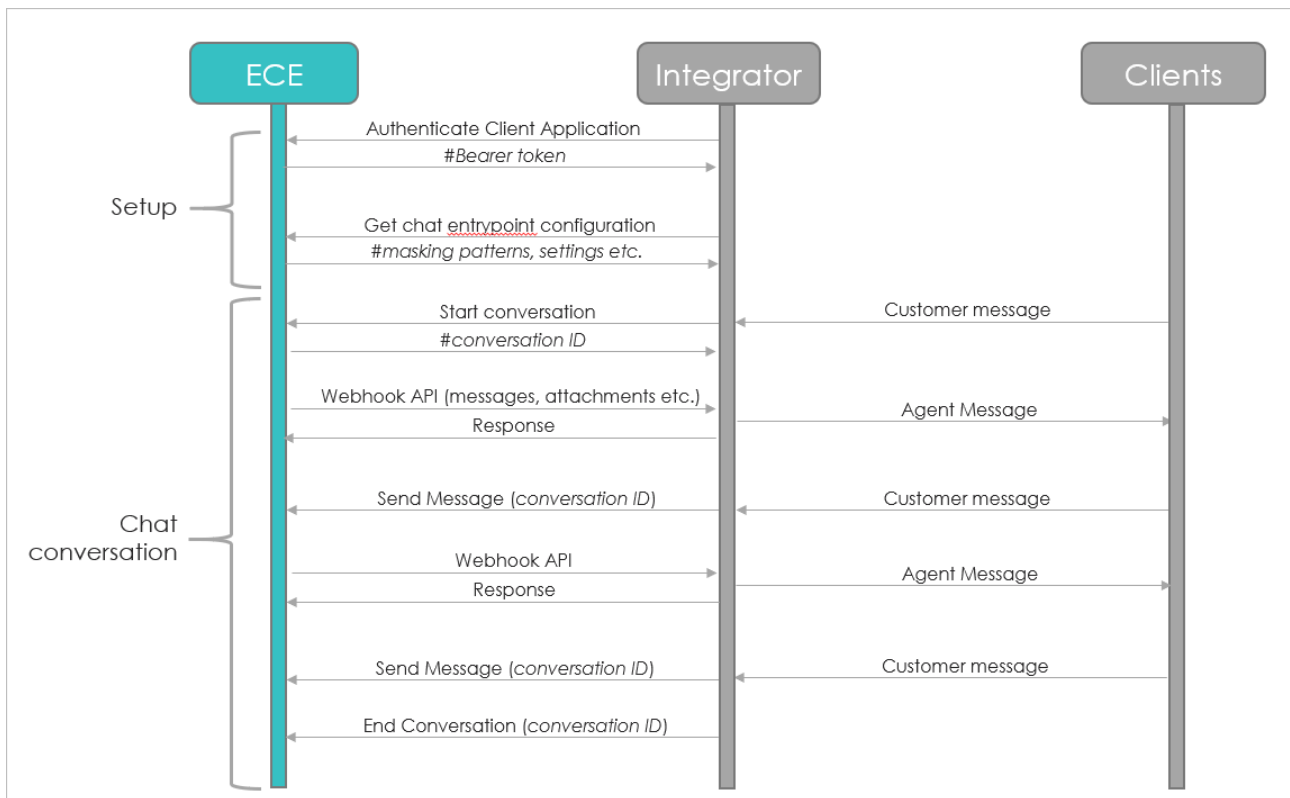 ECE
Integrator
Clients
Authenticate Client Application
#Bearer token
Setup
Get chat entrypoint configuration
#masking patterns, settings etc.
Start conversation
Customer message
#conversation ID
Webhook API (messages, attachments etc.)
Agent Message
Response
Send Message (conversation ID)
Customer message
Chat
conversation
Webhook API
Agent Message
Response
Send Message (conversation ID)
Customer message
End Conversation (conversation ID)